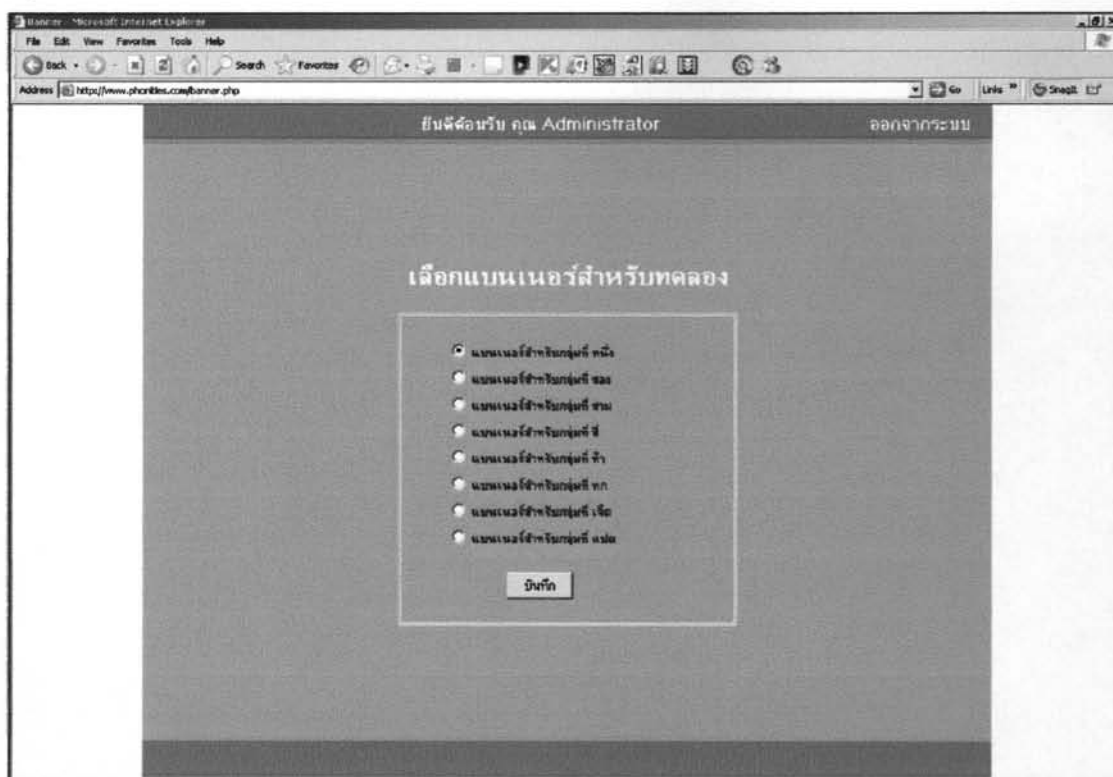 Banner - Microsoft Internet Explorer
File Edit View Favorites Tools Help
Back Search Favorites
Address http://www.phorkties.com/banner.php Go Links » SnagIt
ยินดีต้อนรับ คุณ Administrator ออกจากระบบ
เลือกแบนเนอร์สำหรับทดลอง
แบนเนอร์สำหรับกลุ่มที่ หนึ่ง
แบนเนอร์สำหรับกลุ่มที่ สอง
แบนเนอร์สำหรับกลุ่มที่ สาม
แบนเนอร์สำหรับกลุ่มที่ สี่
แบนเนอร์สำหรับกลุ่มที่ ห้า
แบนเนอร์สำหรับกลุ่มที่ หก
แบนเนอร์สำหรับกลุ่มที่ เจ็ด
แบนเนอร์สำหรับกลุ่มที่ แปด
บันทึก